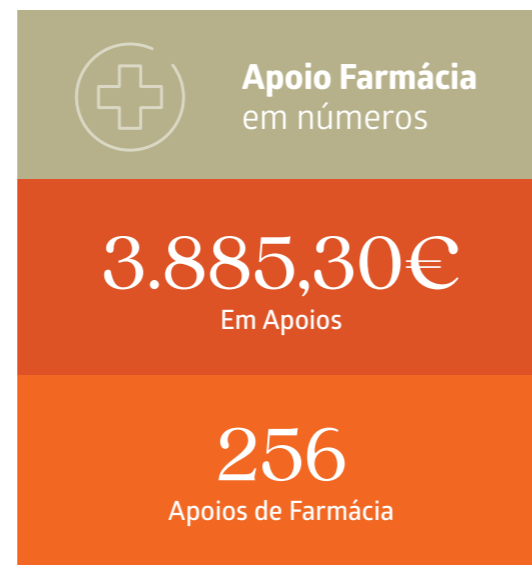 Apoio Farmácia
em números
3.885,30€
Em Apoios
256
Apoios de Farmácia